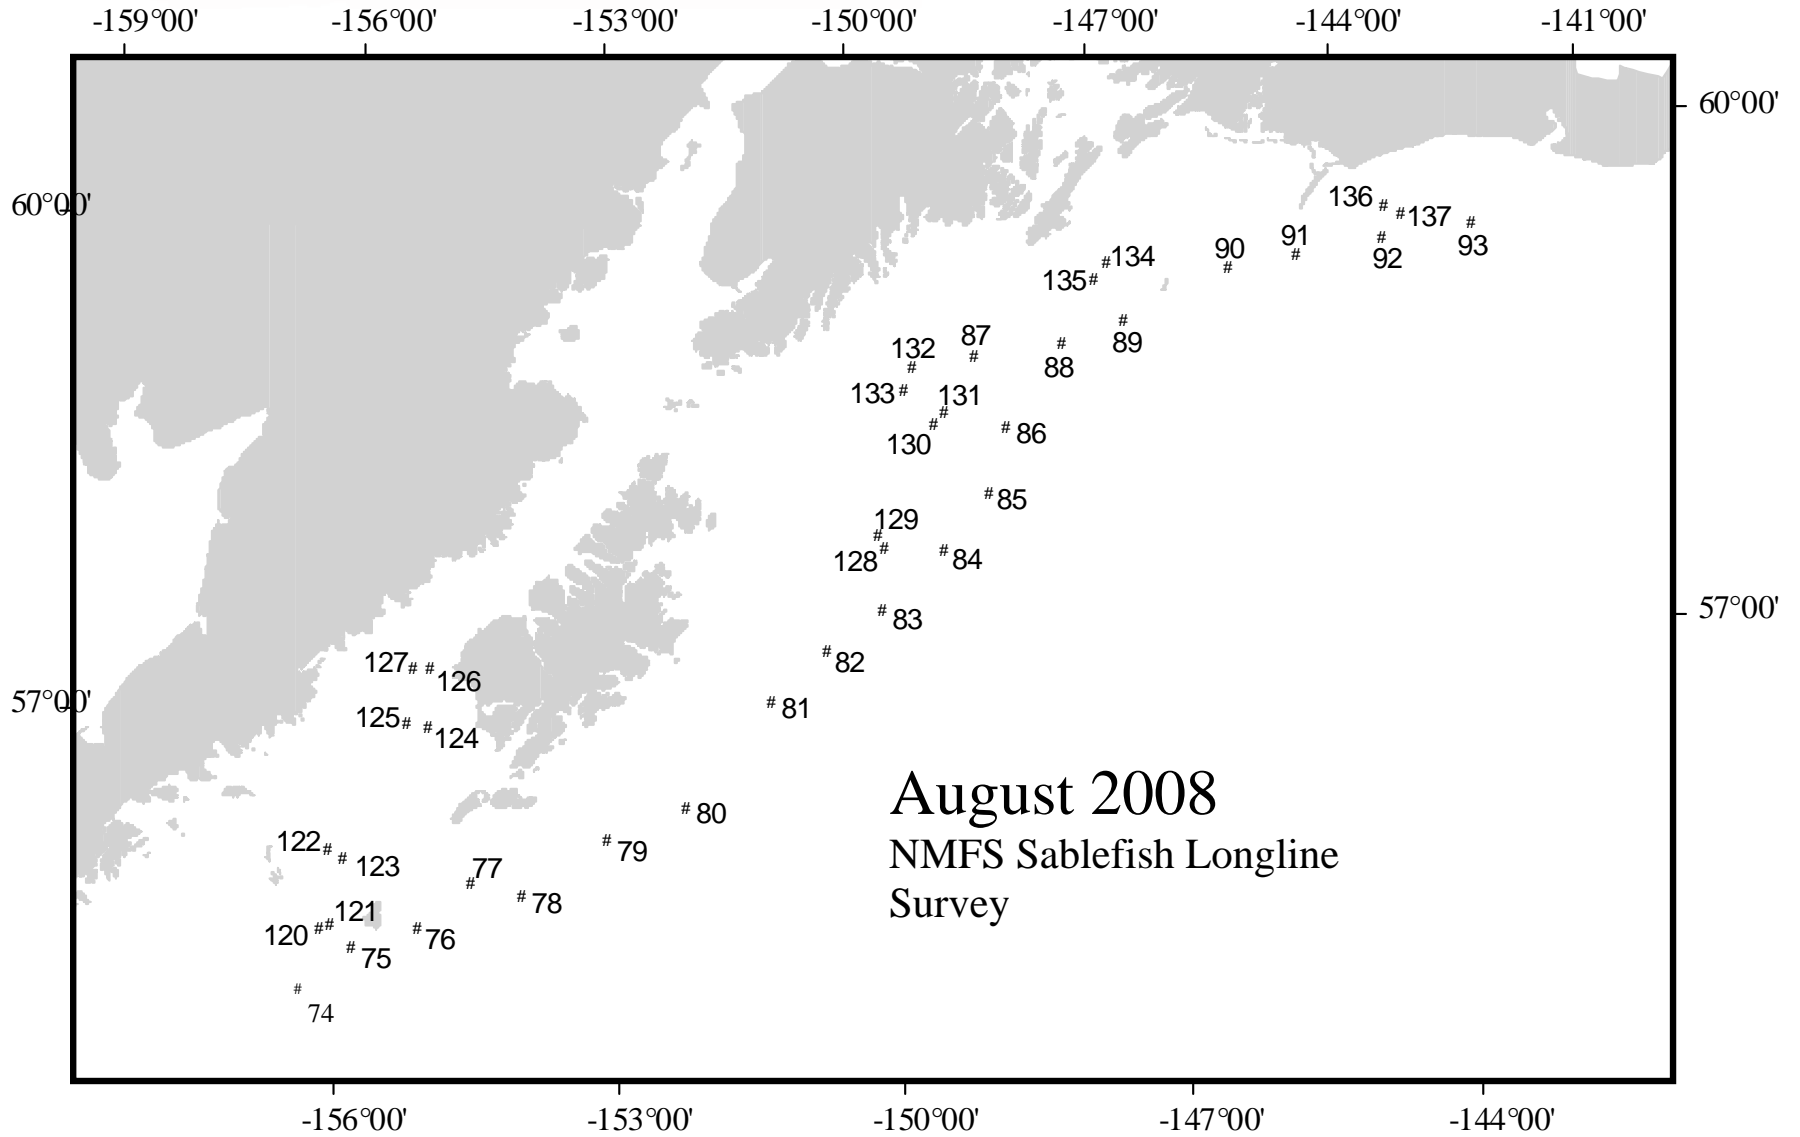 -159°00' -156°00' -153°00' -150°00' -147°00' -144°00' -141°00'
60°00'
60°00'
136 #
# 137 #
93
90 91 #
# # 92
# 134
135 #
# 89
# 88
87 #
132 #
133 #
131 #
130 #
# 86
# 85
129 #
128 #
# 84
# 83
57°00'
# 82
127 # # 126
57°00'
# 81
125 # # 124
August 2008
NMFS Sablefish Longline
Survey
# 80
# 79
122 # # 123
77 #
# 78
120 # # 121
# 75
# 76
# 74
-156°00' -153°00' -150°00' -147°00' -144°00'